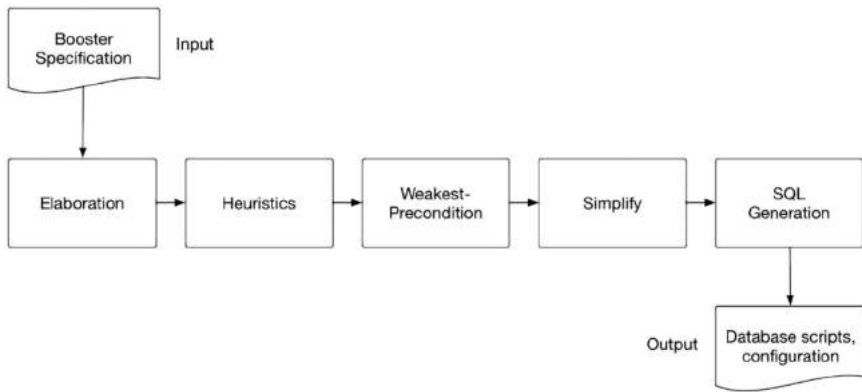 Booster
Specification
Input
Elaboration
Heuristics
Weakest-
Precondition
Simplify
SQL
Generation
Output
Database scripts,
configuration